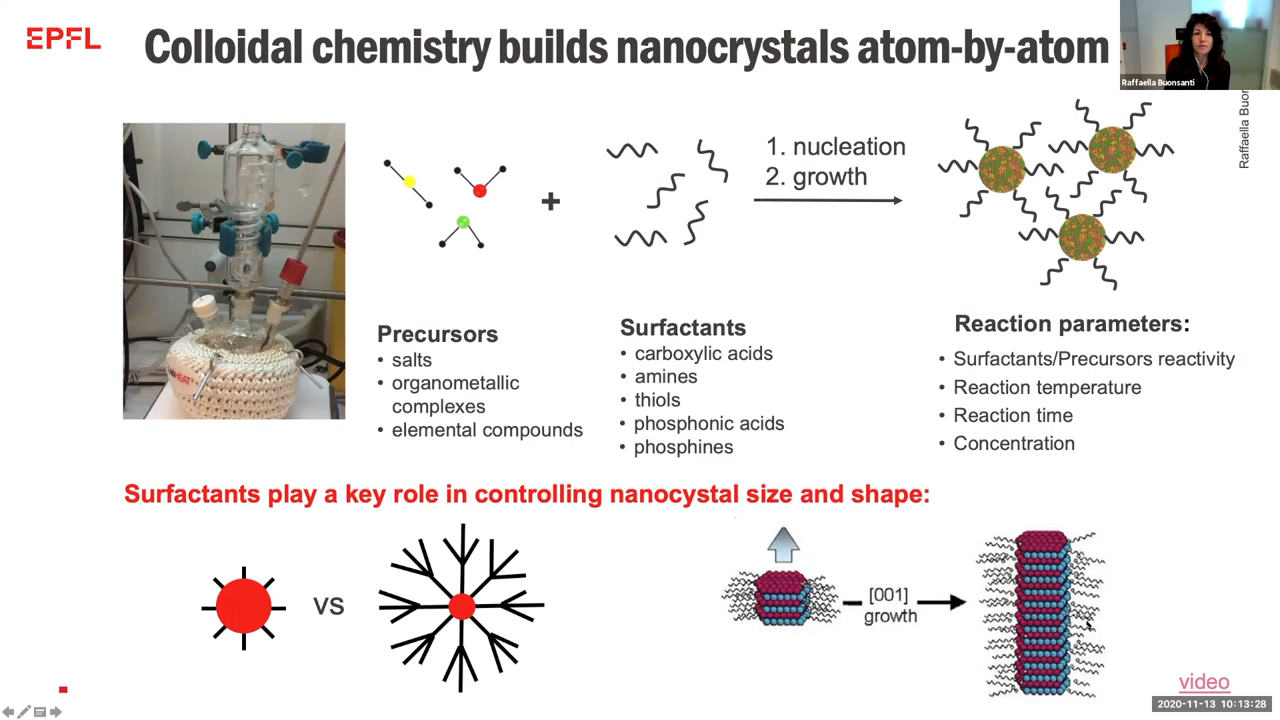 EPFL
Colloidal chemistry builds nanocrystals atom-by-atom
Raffaella Buonsanti
Raffaella Buor
1. nucleation
2. growth
+
Precursors
• salts
• organometallic
complexes
• elemental compounds
Surfactants
• carboxylic acids
• amines
• thiols
• phosphonic acids
• phosphines
Reaction parameters:
• Surfactants/Precursors reactivity
• Reaction temperature
• Reaction time
• Concentration
Surfactants play a key role in controlling nanocystal size and shape:
VS
[001]
growth
video
2020-11-13 10:13:28